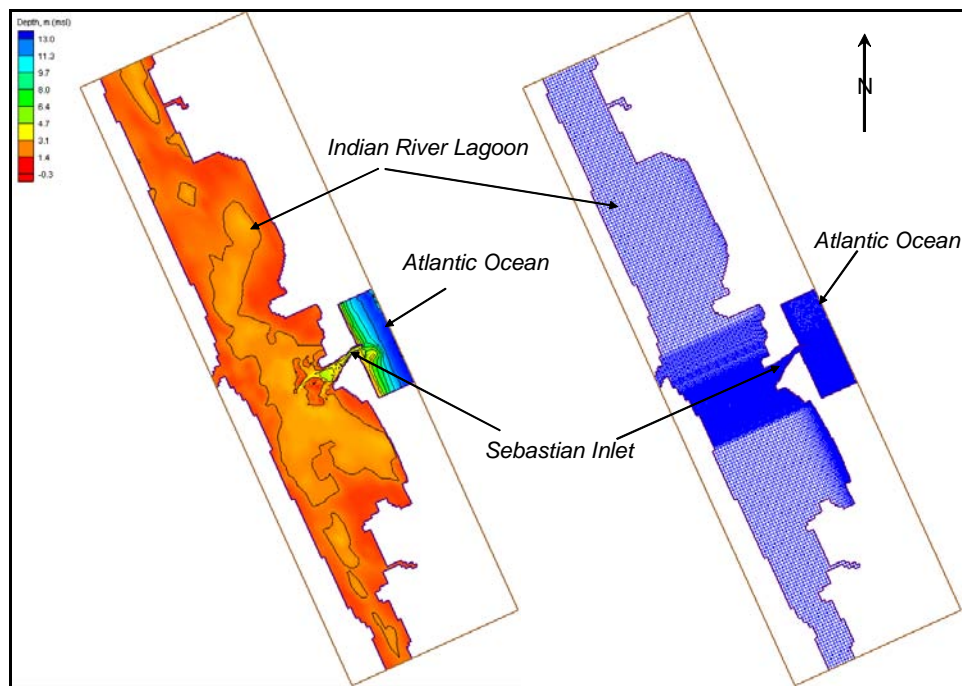 Depth, m (msl)
13.0
11.3
9.7
8.0
6.4
4.7
3.1
1.4
-0.3
N
Indian River Lagoon
Atlantic Ocean
Atlantic Ocean
Sebastian Inlet